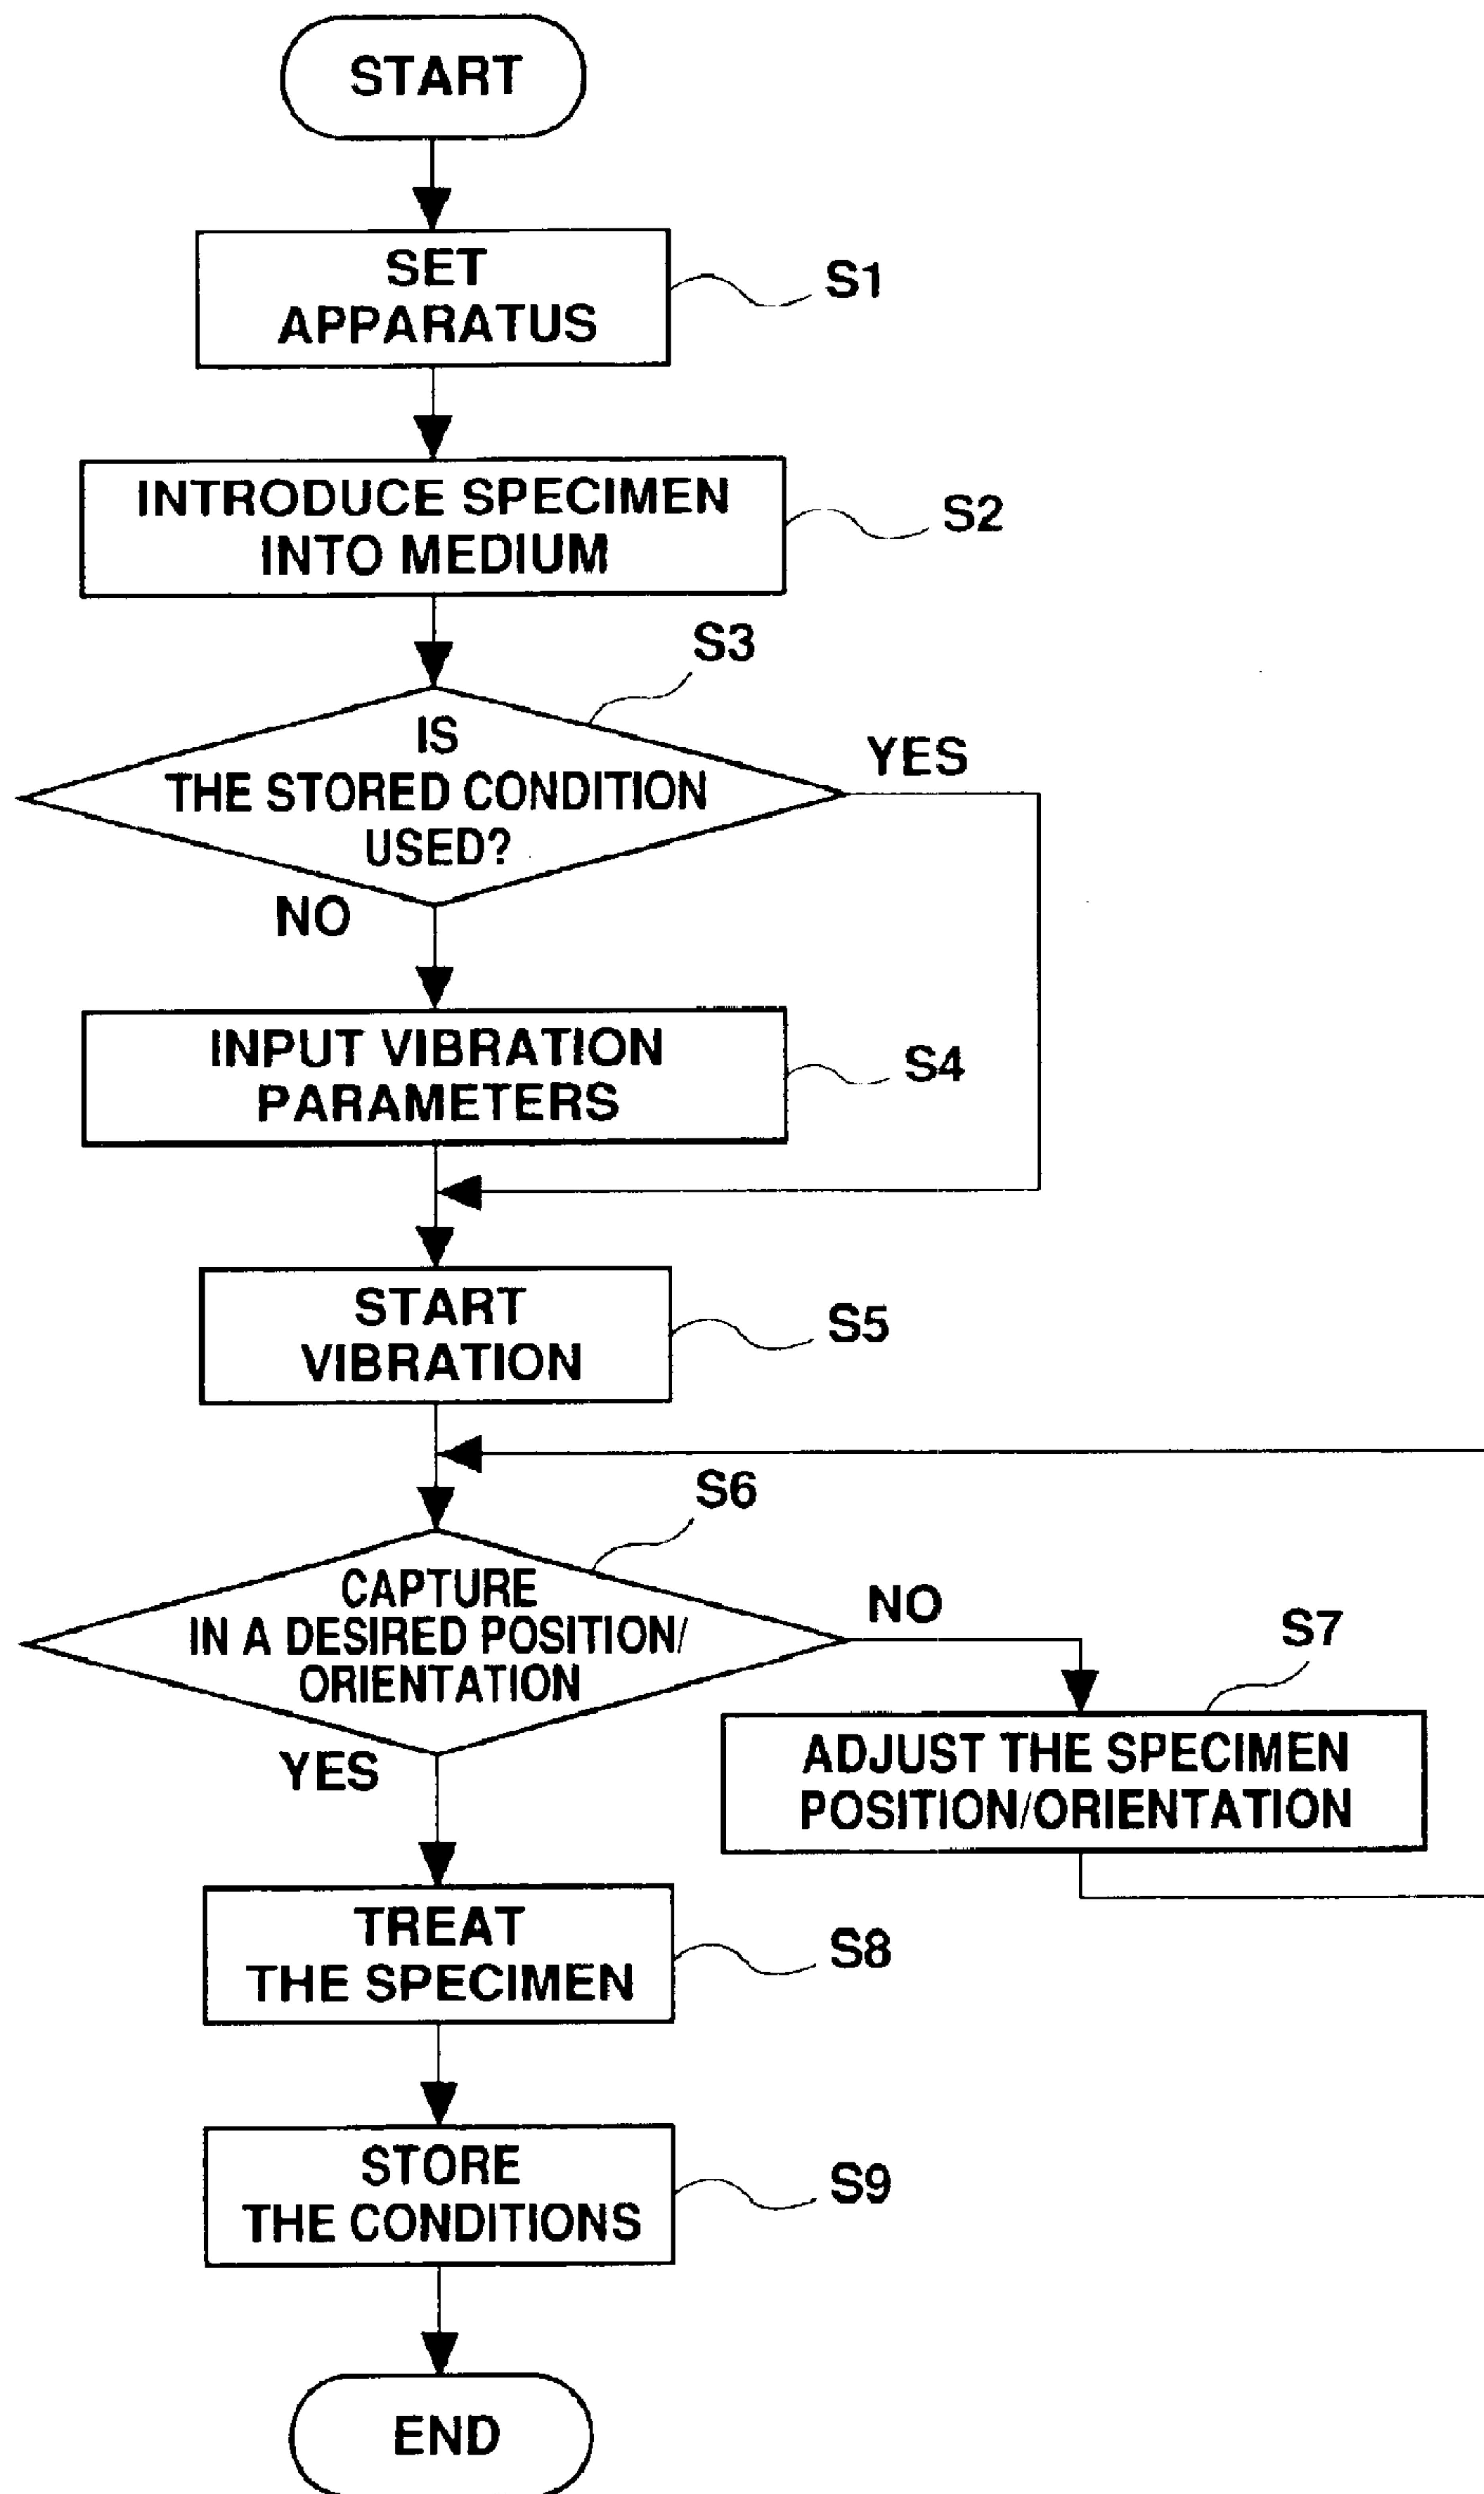 START
SET
APPARATUS
S1
INTRODUCE SPECIMEN
INTO MEDIUM
S2
S3
IS
THE STORED CONDITION
USED?
YES
NO
INPUT VIBRATION
PARAMETERS
S4
START
VIBRATION
S5
S6
CAPTURE
IN A DESIRED POSITION/
ORIENTATION
NO
S7
YES
ADJUST THE SPECIMEN
POSITION/ORIENTATION
TREAT
THE SPECIMEN
S8
STORE
THE CONDITIONS
S9
END